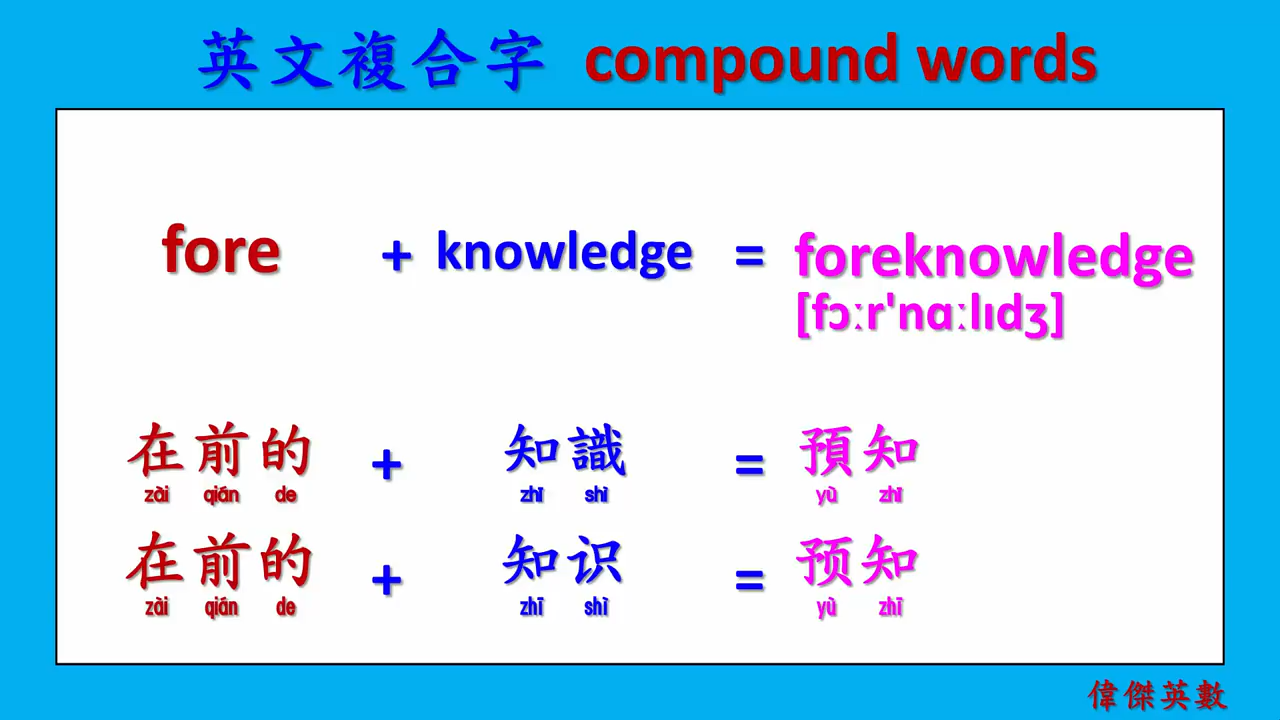 英文複合字 compound words
fore + knowledge = foreknowledge
[fɔːr'nɑːlɪdʒ]
在前的 + 知識 = 預知
zài qián de zhī shì yù zhī
在前的 + 知识 = 预知
zài qián de zhī shì yù zhī
偉傑英數